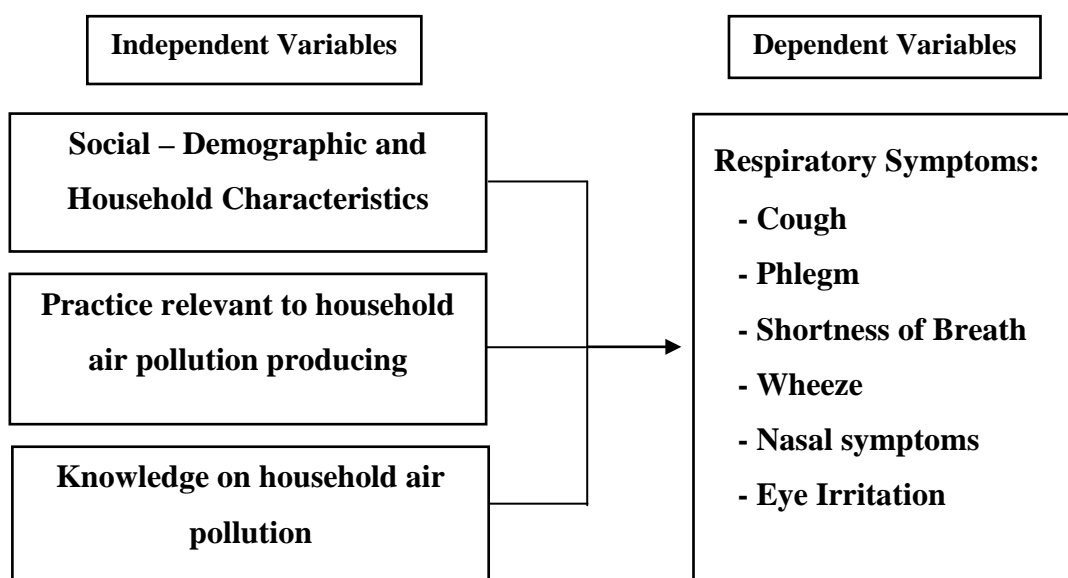 Independent Variables
Dependent Variables
Social – Demographic and
Household Characteristics
Practice relevant to household
air pollution producing
Knowledge on household air
pollution
Respiratory Symptoms:
- Cough
- Phlegm
- Shortness of Breath
- Wheeze
- Nasal symptoms
- Eye Irritation